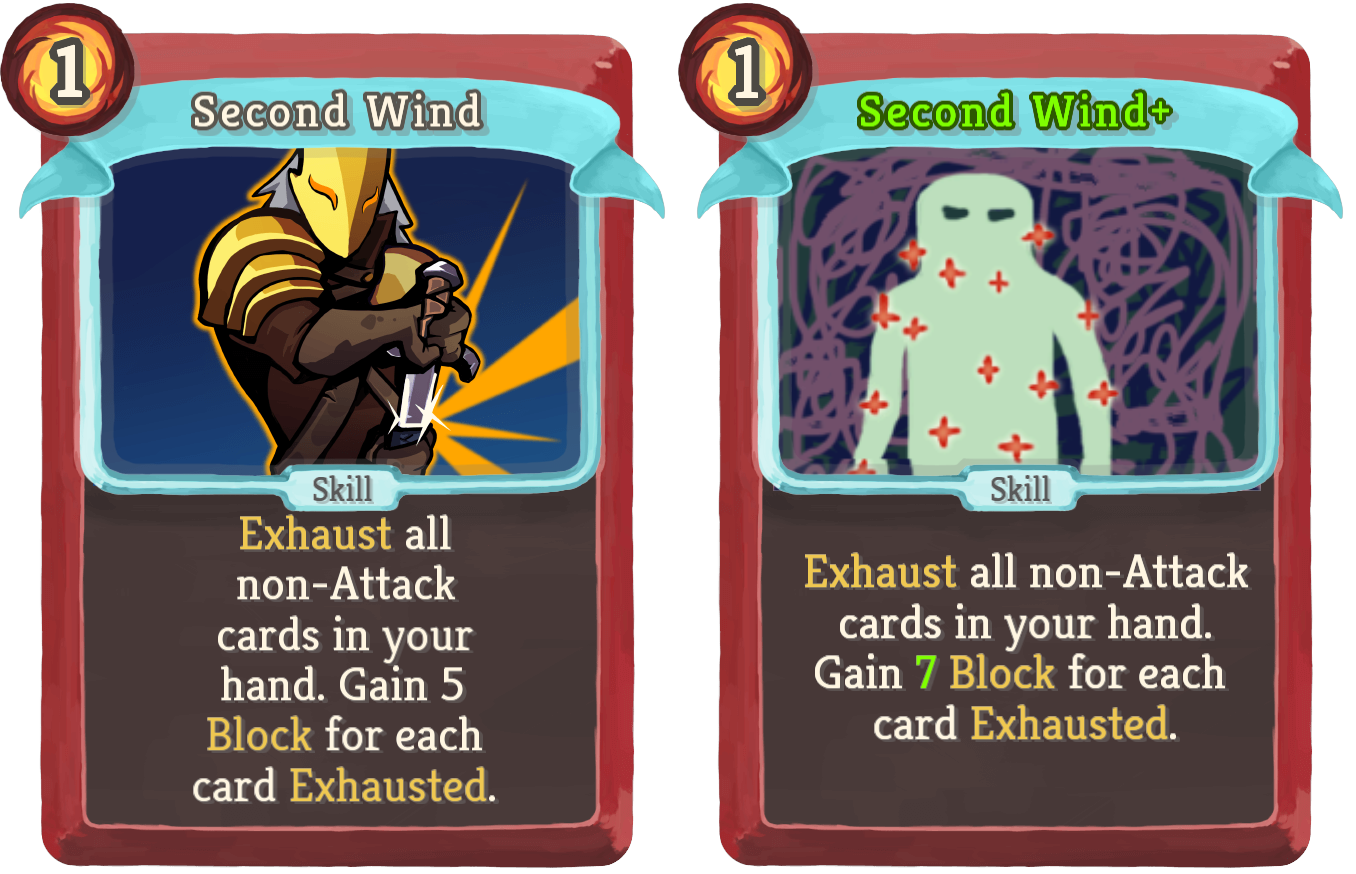 1
Second Wind
Skill
Exhaust all
non-Attack
cards in your
hand. Gain 5
Block for each
card Exhausted.
1
Second Wind+
Skill
Exhaust all non-Attack
cards in your hand.
Gain 7 Block for each
card Exhausted.